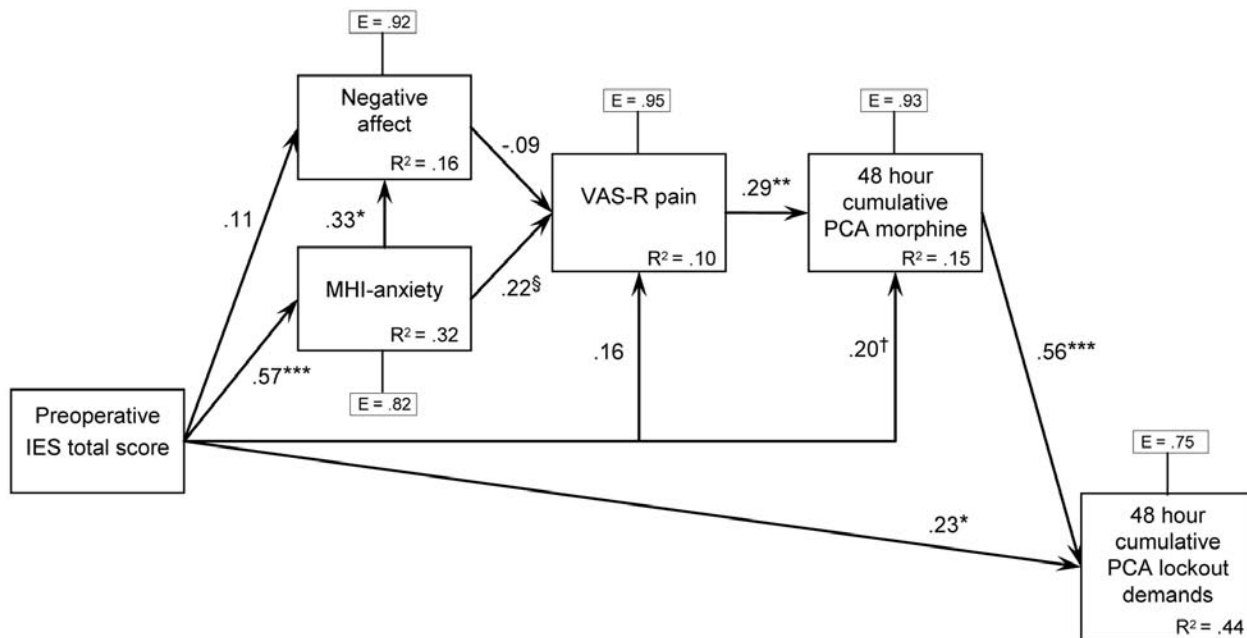 E = .92
Negative
affect
R² = .16
E = .95
VAS-R pain
R² = .10
E = .93
48 hour
cumulative
PCA morphine
R² = .15
-.09
.29**
.11
.33*
MHI-anxiety
R² = .32
.22§
.57***
E = .82
.16
.20†
.56***
Preoperative
IES total score
.23*
E = .75
48 hour
cumulative
PCA lockout
demands
R² = .44